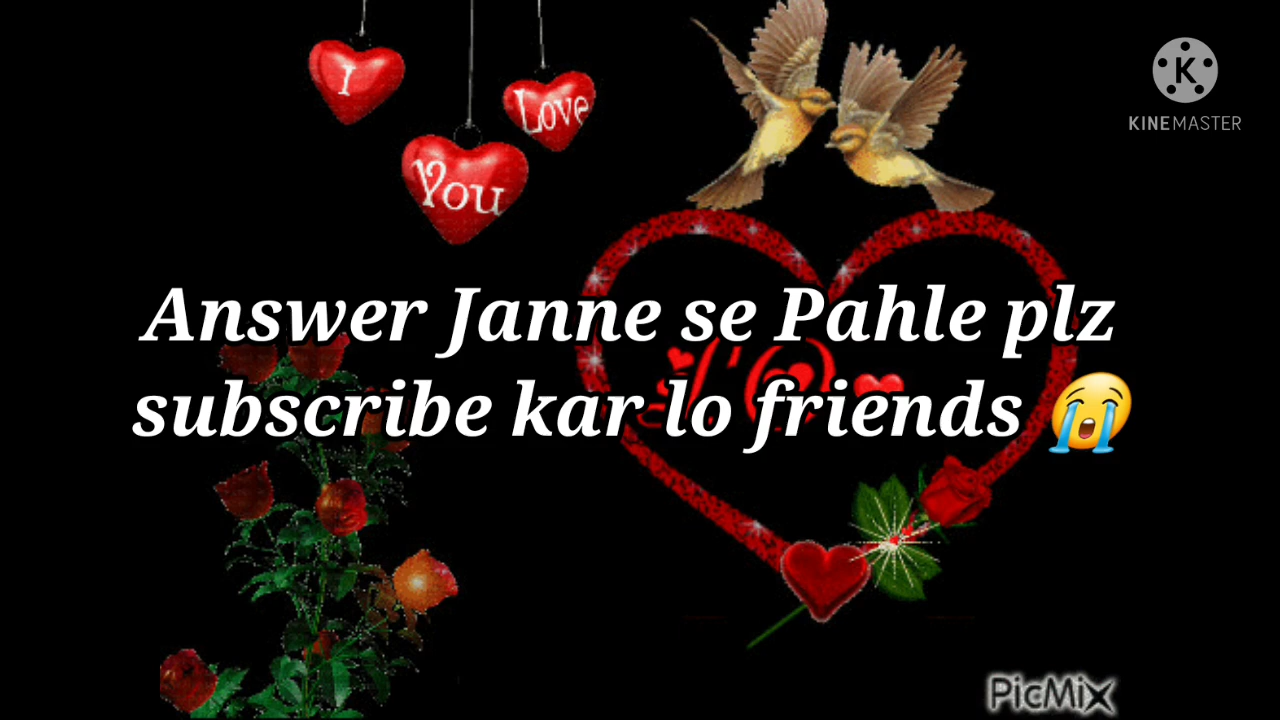 I
Love
You
KINEMASTER
Answer Janne se Pahle plz
subscribe kar lo friends 😭
PicMix